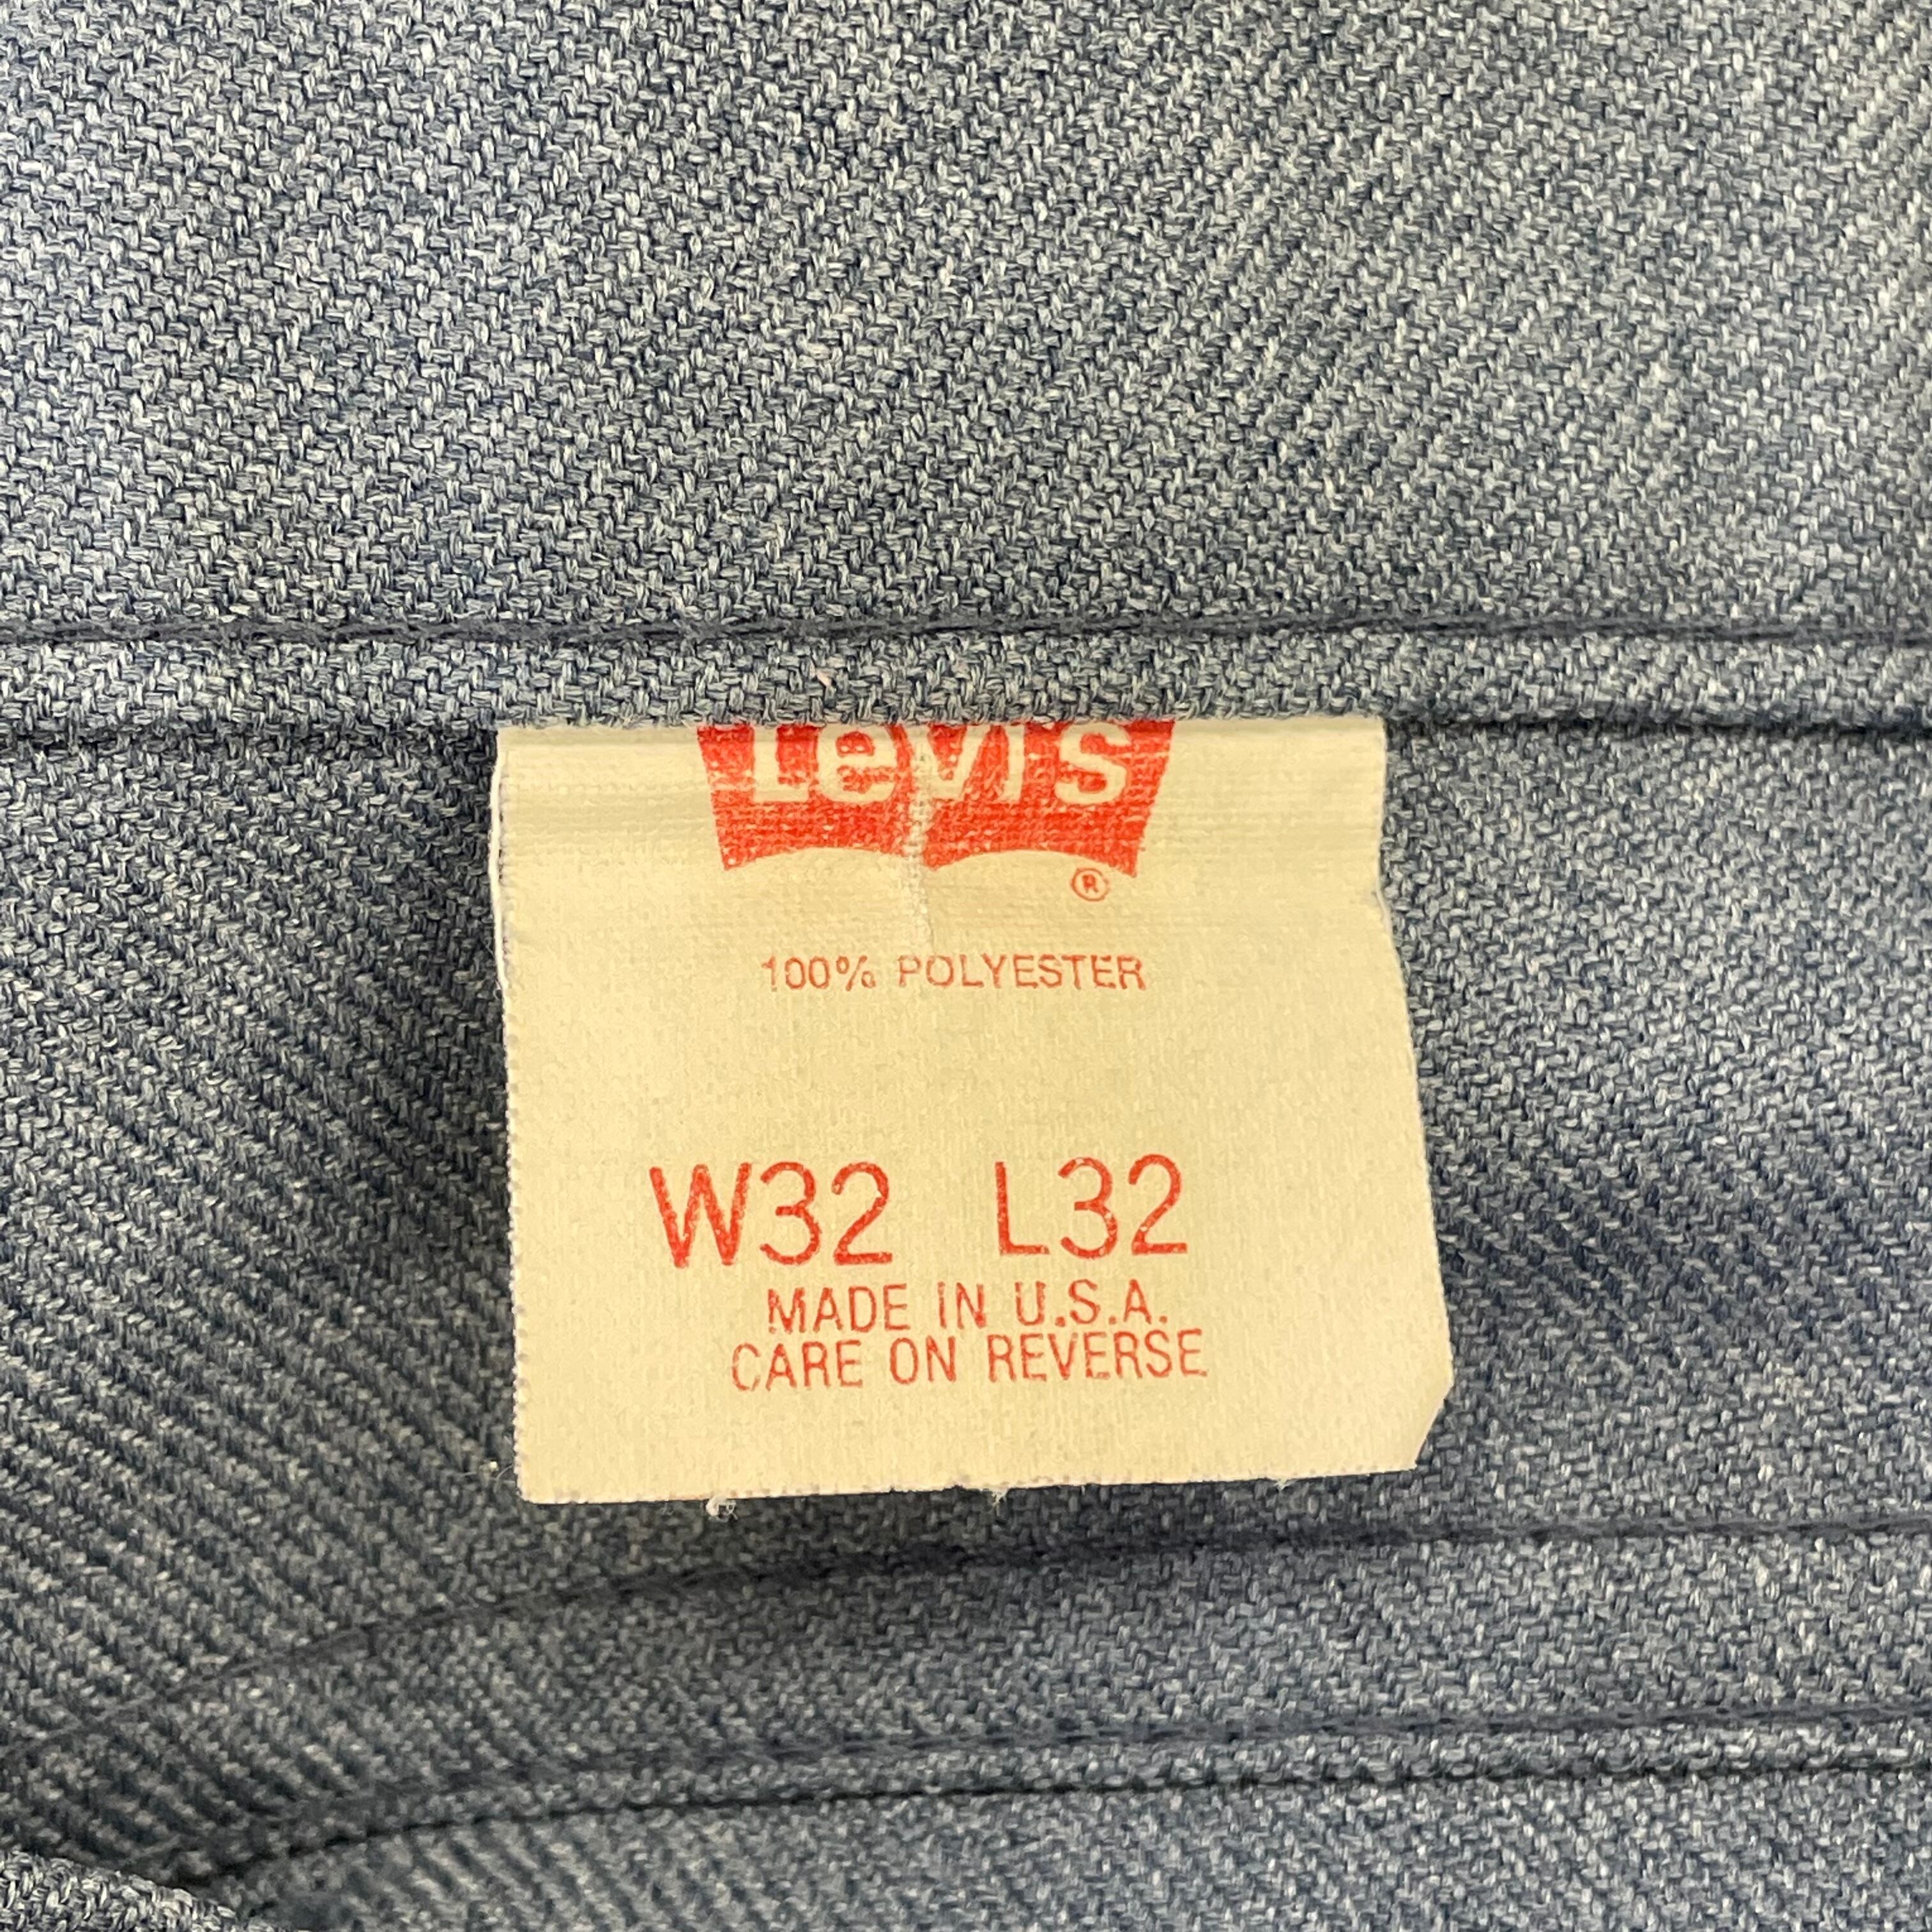 Levi's
®
100% POLYESTER
W32 L32
MADE IN U.S.A.
CARE ON REVERSE